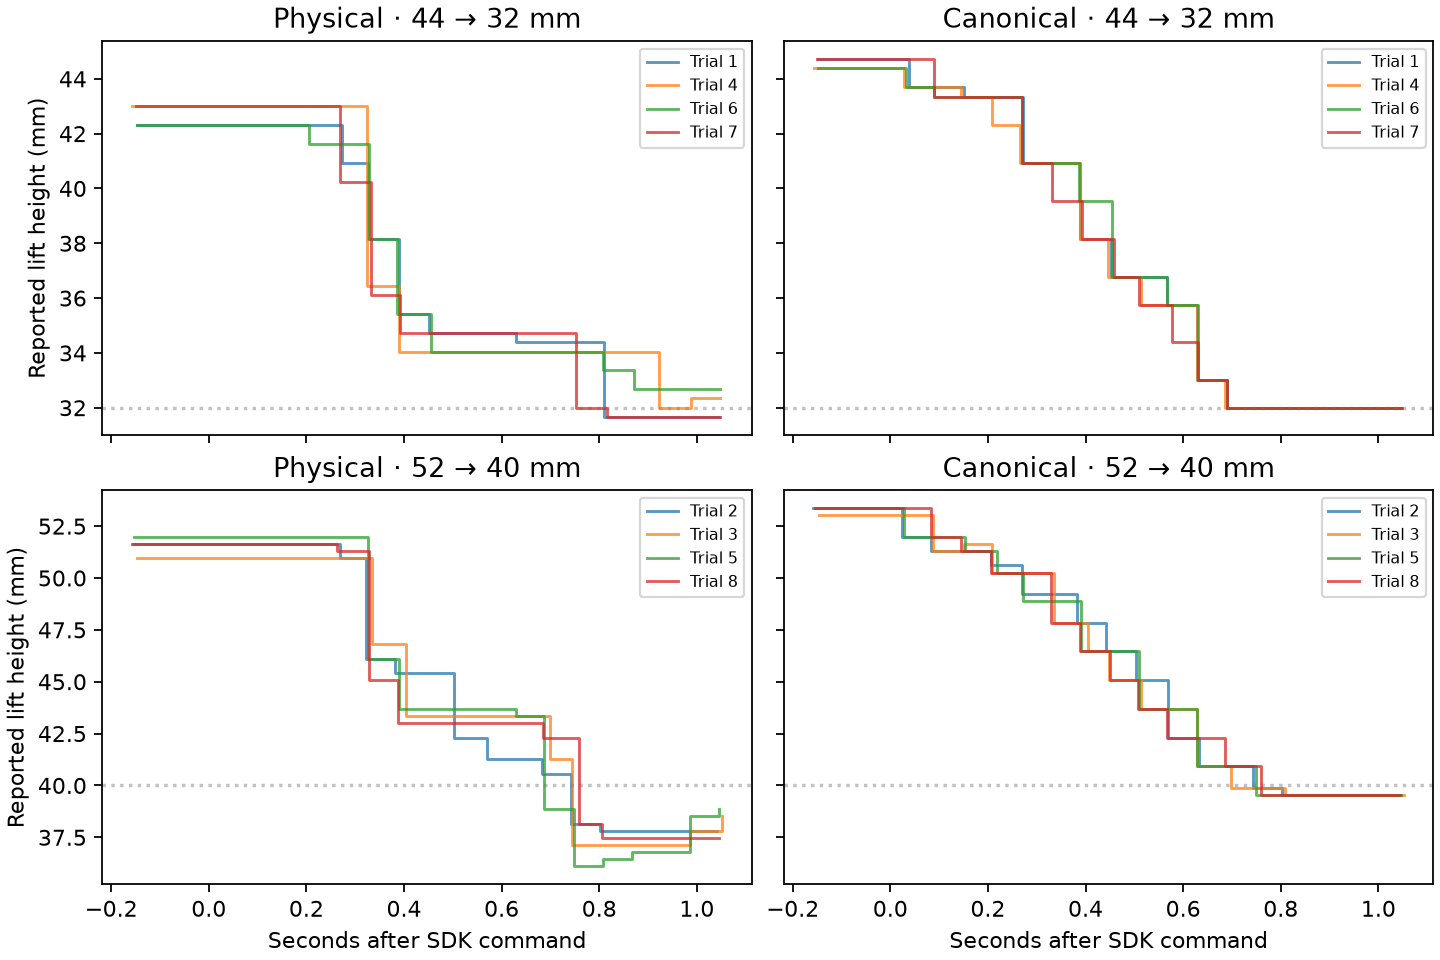 Physical · 44 → 32 mm
Canonical · 44 → 32 mm
Reported lift height (mm)
44
42
40
38
36
34
32
Trial 1
Trial 4
Trial 6
Trial 7
Trial 1
Trial 4
Trial 6
Trial 7
Physical · 52 → 40 mm
Canonical · 52 → 40 mm
Reported lift height (mm)
52.5
50.0
47.5
45.0
42.5
40.0
37.5
Trial 2
Trial 3
Trial 5
Trial 8
Trial 2
Trial 3
Trial 5
Trial 8
−0.2 0.0 0.2 0.4 0.6 0.8 1.0
−0.2 0.0 0.2 0.4 0.6 0.8 1.0
Seconds after SDK command
Seconds after SDK command